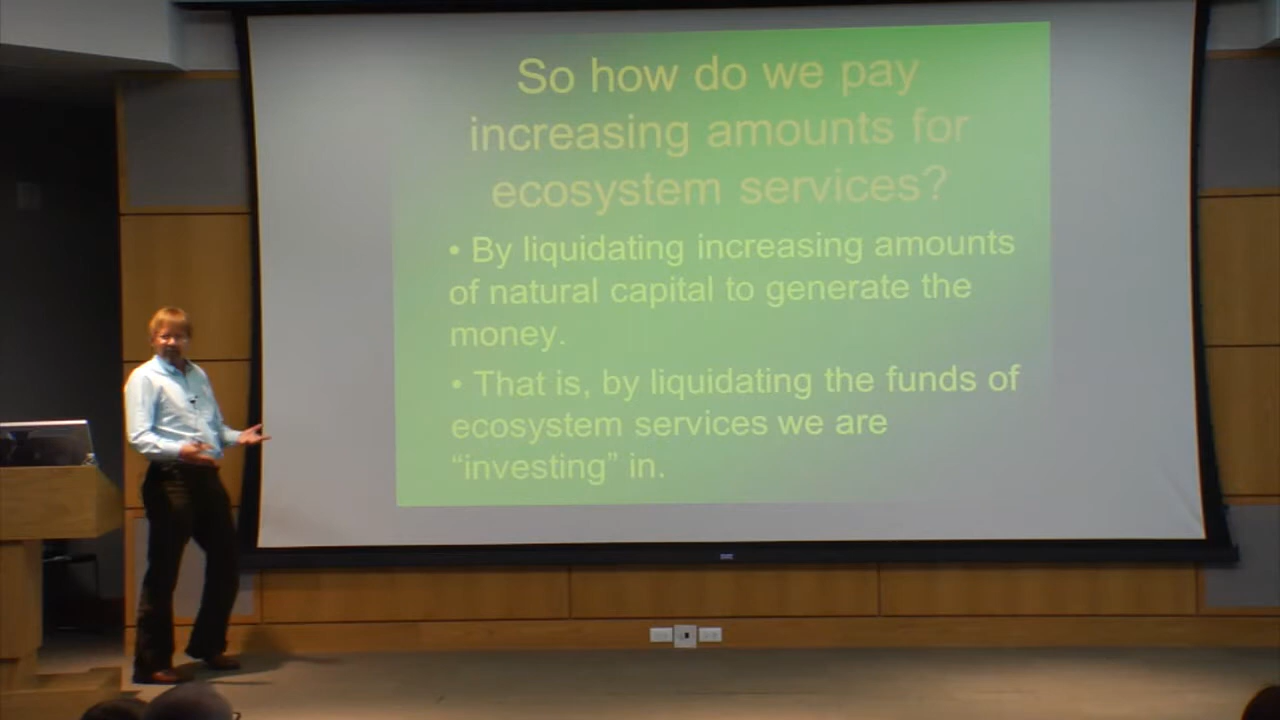 So how do we pay
increasing amounts for
ecosystem services?
• By liquidating increasing amounts
of natural capital to generate the
money.
• That is, by liquidating the funds of
ecosystem services we are
“investing” in.